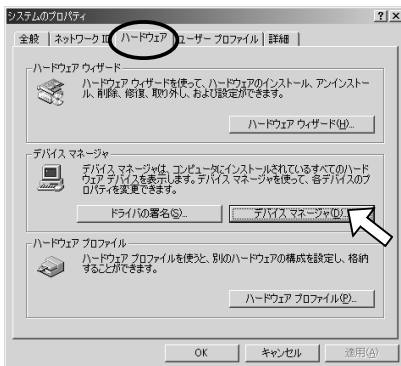 システムのプロパティ
全般 ネットワーク ID ハードウェア ユーザー プロファイル 詳細
ハードウェア ウィザード
ハードウェア ウィザードを使って、ハードウェアのインストール、アンインストー
ル、削除、修復、取り外し、および設定ができます。
ハードウェア ウィザード(H)...
デバイス マネージャ
デバイス マネージャは、コンピュータにインストールされているすべてのハード
ウェア デバイスを表示します。デバイス マネージャを使って、各デバイスのプ
ロパティを変更できます。
ドライバの署名(S)... デバイス マネージャ(D)...
ハードウェア プロファイル
ハードウェア プロファイルを使うと、別のハードウェアの構成を設定し、格納
することができます。
ハードウェア プロファイル(P)...
OK キャンセル 適用(A)